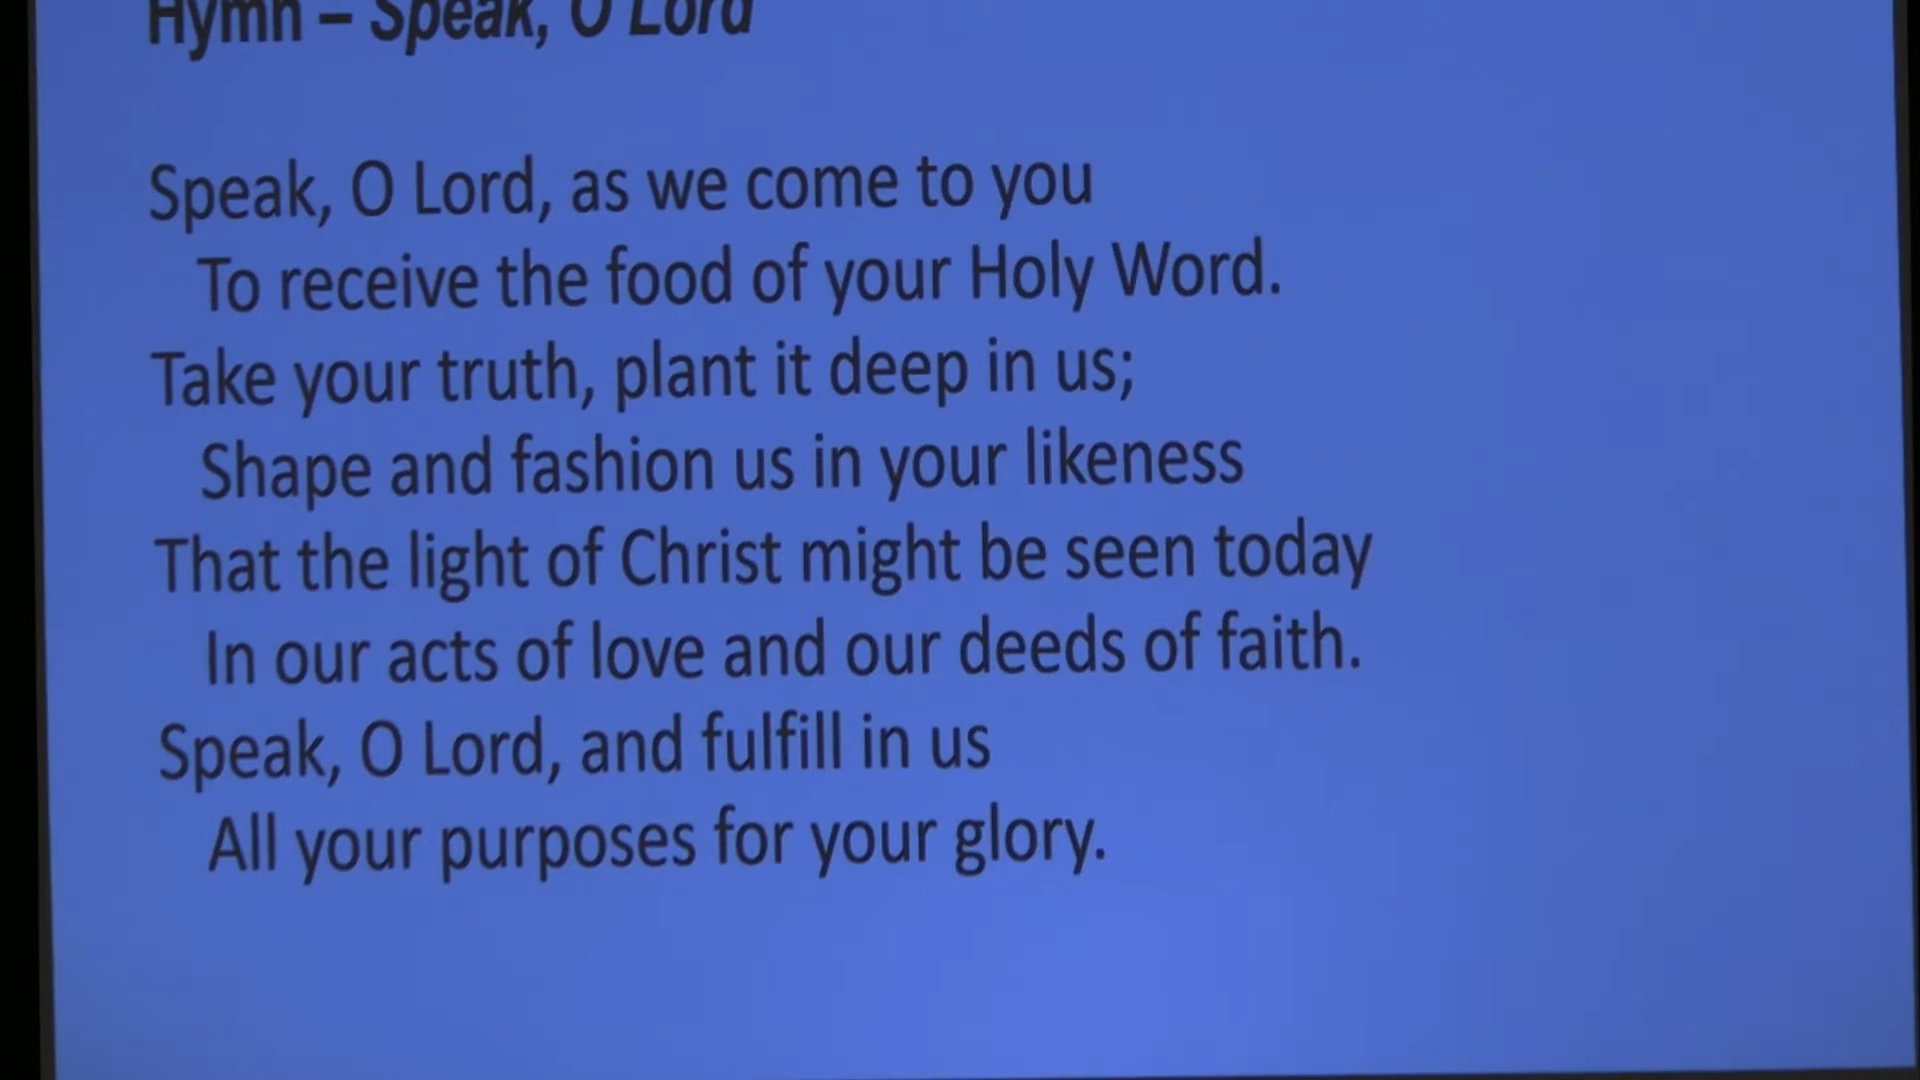 Hymn – Speak, O Lord
Speak, O Lord, as we come to you
To receive the food of your Holy Word.
Take your truth, plant it deep in us;
Shape and fashion us in your likeness
That the light of Christ might be seen today
In our acts of love and our deeds of faith.
Speak, O Lord, and fulfill in us
All your purposes for your glory.